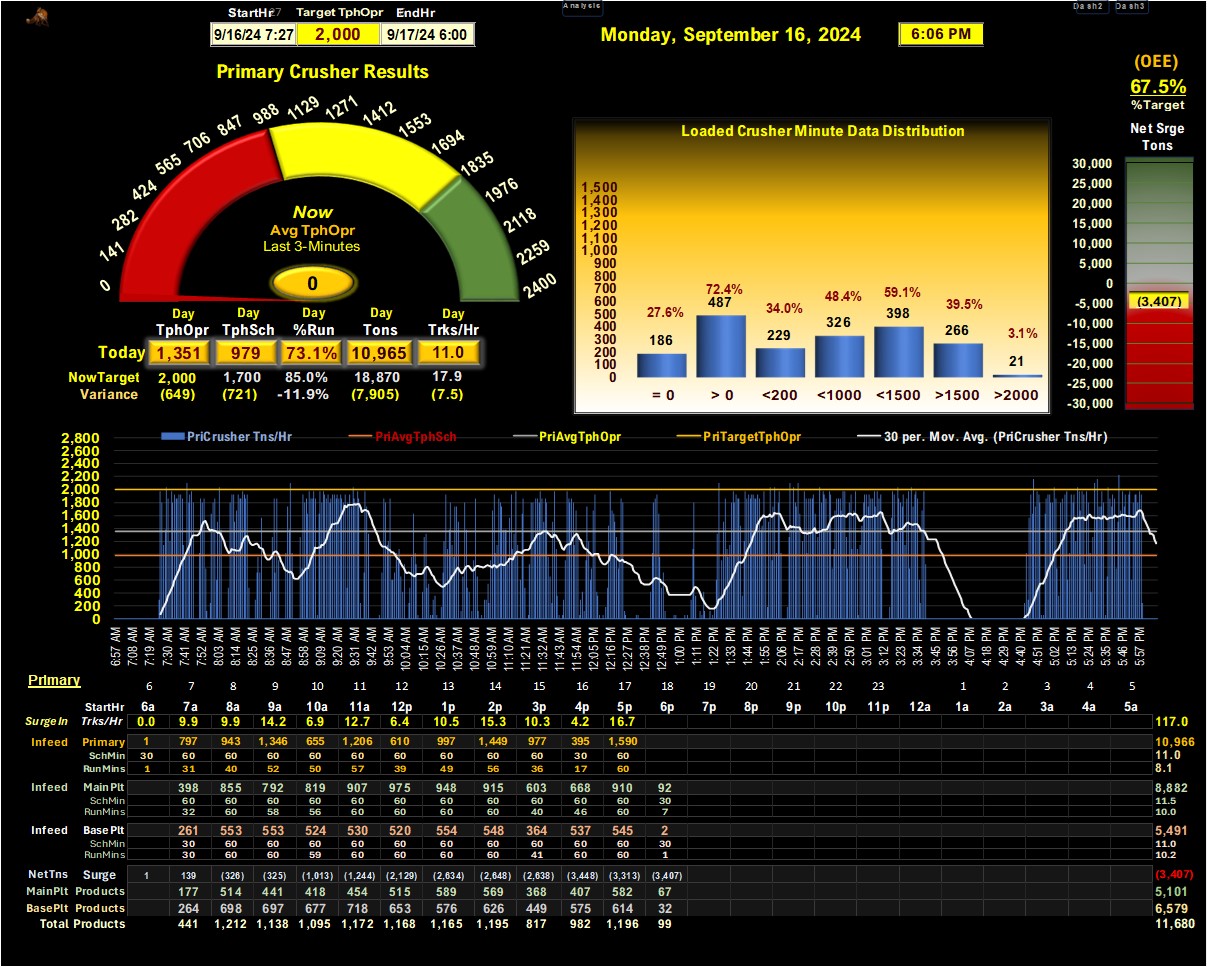 Analysis Dash2 Dash3
StartHr 27 Target TphOpr EndHr
9/16/24 7:27 2,000 9/17/24 6:00
Monday, September 16, 2024 6:06 PM
Primary Crusher Results
0 141 282 424 565 706 847 988 1129 1271 1412 1553 1694 1835 1976 2118 2259 2400
Now
Avg TphOpr
Last 3-Minutes
0
Day Day Day Day Day
TphOpr TphSch %Run Tons Trks/Hr
Today 1,351 979 73.1% 10,965 11.0
NowTarget 2,000 1,700 85.0% 18,870 17.9
Variance (649) (721) -11.9% (7,905) (7.5)
Loaded Crusher Minute Data Distribution
1,500
1,400
1,300
1,200
1,100
1,000
900
800
700
600
500
400
300
200
100
0
27.6% 72.4% 34.0% 48.4% 59.1% 39.5% 3.1%
186 487 229 326 398 266 21
= 0 > 0 <200 <1000 <1500 >1500 >2000
(OEE)
67.5%
%Target
Net Srge
Tons
30,000
25,000
20,000
15,000
10,000
5,000
0
-5,000
-10,000
-15,000
-20,000
-25,000
-30,000
(3,407)
PriCrusher Tns/Hr PriAvgTphSch PriAvgTphOpr PriTargetTphOpr 30 per. Mov. Avg. (PriCrusher Tns/Hr)
2,800
2,600
2,400
2,200
2,000
1,800
1,600
1,400
1,200
1,000
800
600
400
200
0
6:57 AM 7:08 AM 7:19 AM 7:30 AM 7:41 AM 7:52 AM 8:03 AM 8:14 AM 8:25 AM 8:36 AM 8:47 AM 8:58 AM 9:09 AM 9:20 AM 9:31 AM 9:42 AM 9:53 AM 10:04 AM 10:15 AM 10:26 AM 10:37 AM 10:48 AM 10:59 AM 11:10 AM 11:21 AM 11:32 AM 11:43 AM 11:54 AM 12:05 PM 12:16 PM 12:27 PM 12:38 PM 12:49 PM 1:00 PM 1:11 PM 1:22 PM 1:33 PM 1:44 PM 1:55 PM 2:06 PM 2:17 PM 2:28 PM 2:39 PM 2:50 PM 3:01 PM 3:12 PM 3:23 PM 3:34 PM 3:45 PM 3:56 PM 4:07 PM 4:18 PM 4:29 PM 4:40 PM 4:51 PM 5:02 PM 5:13 PM 5:24 PM 5:35 PM 5:46 PM 5:57 PM
Primary
6 7 8 9 10 11 12 13 14 15 16 17 18 19 20 21 22 23 1 2 3 4 5
StartHr 6a 7a 8a 9a 10a 11a 12p 1p 2p 3p 4p 5p 6p 7p 8p 9p 10p 11p 12a 1a 2a 3a 4a 5a
SurgeIn Trks/Hr 0.0 9.9 9.9 14.2 6.9 12.7 6.4 10.5 15.3 10.3 4.2 16.7 117.0
Infeed Primary 1 797 943 1,346 655 1,206 610 997 1,449 977 395 1,590 10,966
SchMin 30 60 60 60 60 60 60 60 60 60 30 60 11.0
RunMins 1 31 40 52 50 57 39 49 56 36 17 60 8.1
Infeed MainPlt 398 855 792 819 907 975 948 915 603 668 910 92 8,882
SchMin 60 60 60 60 60 60 60 60 60 60 60 30 11.5
RunMins 32 60 58 56 60 60 60 60 40 46 60 7 10.0
Infeed BasePlt 261 553 553 524 530 520 554 548 364 537 545 2 5,491
SchMin 30 60 60 60 60 60 60 60 60 60 60 30 11.0
RunMins 30 60 60 59 60 60 60 60 41 60 60 1 10.2
NetTns Surge 1 139 (326) (325) (1,013) (1,244) (2,129) (2,634) (2,648) (2,638) (3,448) (3,313) (3,407) (3,407)
MainPlt Products 177 514 441 418 454 515 589 569 368 407 582 67 5,101
BasePlt Products 264 698 697 677 718 653 576 626 449 575 614 32 6,579
Total Products 441 1,212 1,138 1,095 1,172 1,168 1,165 1,195 817 982 1,196 99 11,680